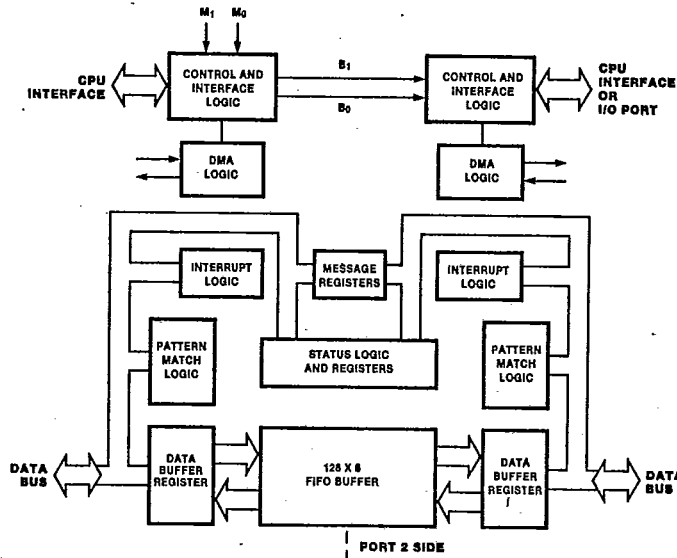 M1 M0
CPU
INTERFACE
CONTROL AND
INTERFACE
LOGIC
B1
B0
CONTROL AND
INTERFACE
LOGIC
CPU
INTERFACE
OR
I/O PORT
DMA
LOGIC
DMA
LOGIC
INTERRUPT
LOGIC
MESSAGE
REGISTERS
INTERRUPT
LOGIC
PATTERN
MATCH
LOGIC
STATUS LOGIC
AND REGISTERS
PATTERN
MATCH
LOGIC
DATA
BUS
DATA
BUFFER
REGISTER
128 X 8
FIFO BUFFER
DATA
BUFFER
REGISTER
DATA
BUS
PORT 2 SIDE